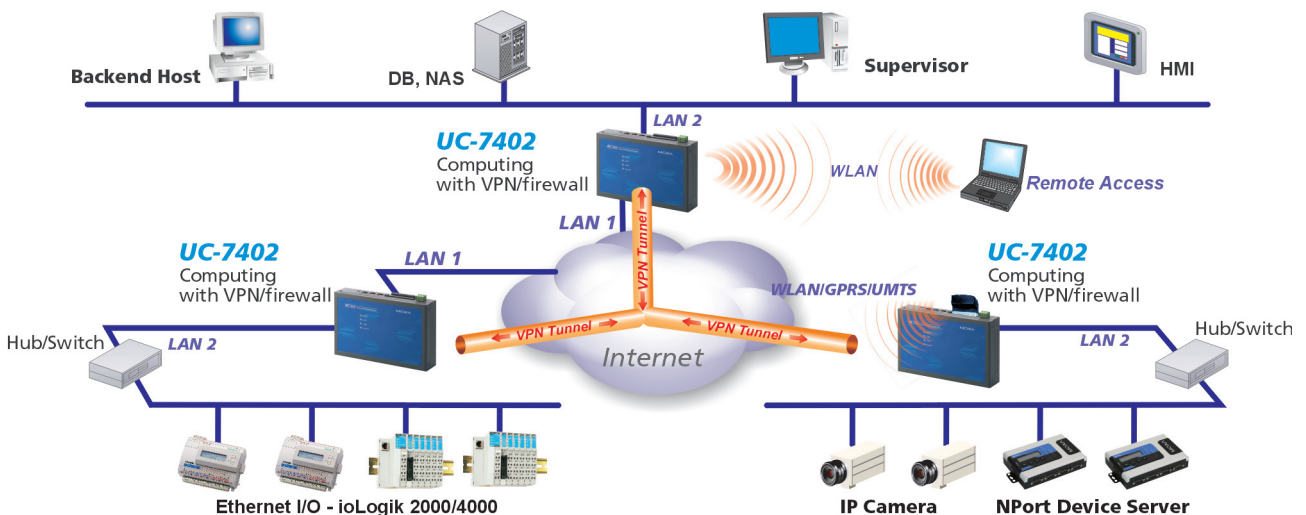 Backend Host
DB, NAS
Supervisor
HMI
LAN 2
UC-7402
Computing
with VPN/firewall
WLAN
Remote Access
LAN 1
VPN Tunnel
UC-7402
Computing
with VPN/firewall
LAN 1
WLAN/GPRS/UMTS
UC-7402
Computing
with VPN/firewall
Hub/Switch
LAN 2
VPN Tunnel
VPN Tunnel
Internet
LAN 2
Hub/Switch
Ethernet I/O - ioLogik 2000/4000
IP Camera
NPort Device Server